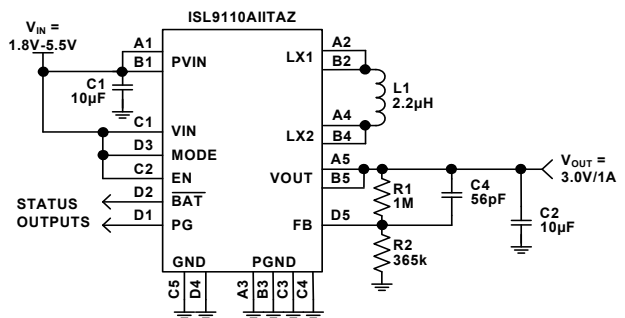 ISL9110AIITAZ
V_IN =
1.8V-5.5V
A1
B1
PVIN
C1
10µF
C1
VIN
D3
MODE
C2
EN
STATUS
OUTPUTS
D2
BAT
D1
PG
LX1
A2
B2
L1
2.2µH
LX2
A4
B4
VOUT
A5
B5
V_OUT =
3.0V/1A
R1
1M
C4
56pF
FB
D5
R2
365k
C2
10µF
GND
PGND
C5
D4
A3
B3
C3
C4